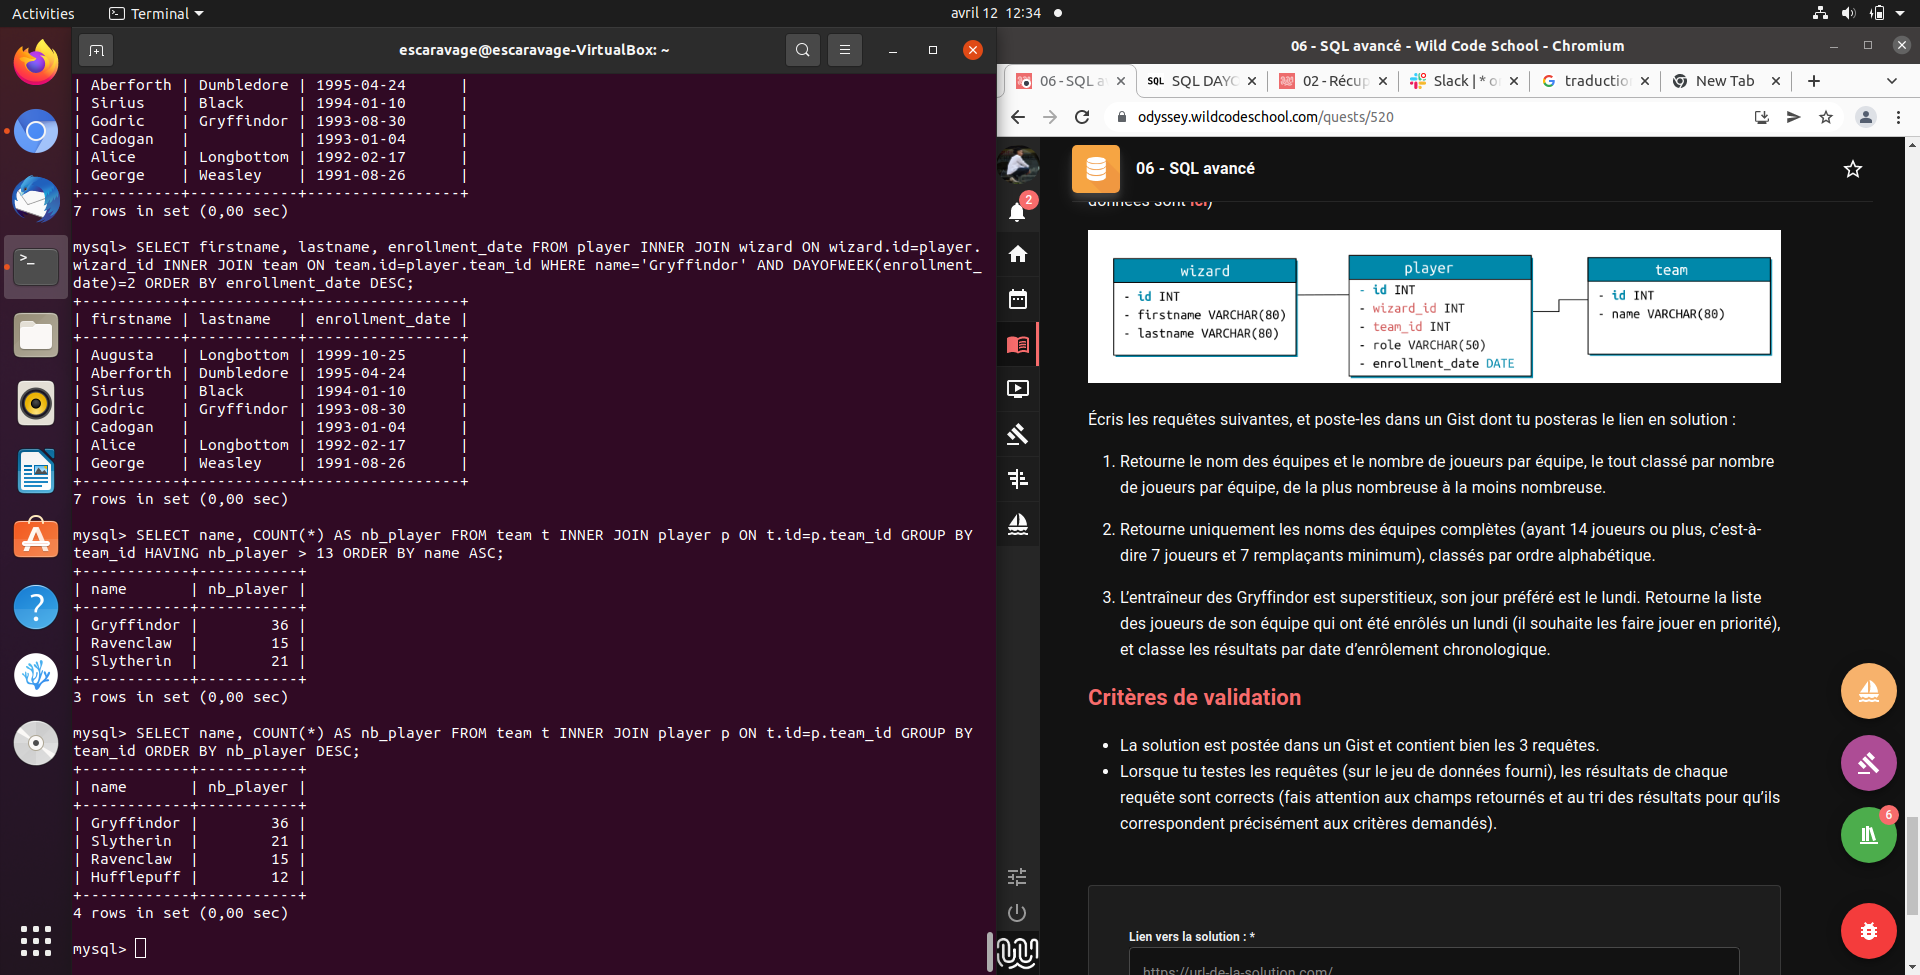 Activities
Terminal
avril 12 12:34
escaravage@escaravage-VirtualBox: ~
| Aberforth | Dumbledore | 1995-04-24      |
| Sirius    | Black      | 1994-01-10      |
| Godric    | Gryffindor | 1993-08-30      |
| Cadogan   |            | 1993-01-04      |
| Alice     | Longbottom | 1992-02-17      |
| George    | Weasley    | 1991-08-26      |
+-----------+------------+-----------------+
7 rows in set (0,00 sec)
mysql> SELECT firstname, lastname, enrollment_date FROM player INNER JOIN wizard ON wizard.id=player.
wizard_id INNER JOIN team ON team.id=player.team_id WHERE name='Gryffindor' AND DAYOFWEEK(enrollment_
date)=2 ORDER BY enrollment_date DESC;
+-----------+------------+-----------------+
| firstname | lastname   | enrollment_date |
+-----------+------------+-----------------+
| Augusta   | Longbottom | 1999-10-25      |
| Aberforth | Dumbledore | 1995-04-24      |
| Sirius    | Black      | 1994-01-10      |
| Godric    | Gryffindor | 1993-08-30      |
| Cadogan   |            | 1993-01-04      |
| Alice     | Longbottom | 1992-02-17      |
| George    | Weasley    | 1991-08-26      |
+-----------+------------+-----------------+
7 rows in set (0,00 sec)
mysql> SELECT name, COUNT(*) AS nb_player FROM team t INNER JOIN player p ON t.id=p.team_id GROUP BY
team_id HAVING nb_player > 13 ORDER BY name ASC;
+------------+-----------+
| name       | nb_player |
+------------+-----------+
| Gryffindor |        36 |
| Ravenclaw  |        15 |
| Slytherin  |        21 |
+------------+-----------+
3 rows in set (0,00 sec)
mysql> SELECT name, COUNT(*) AS nb_player FROM team t INNER JOIN player p ON t.id=p.team_id GROUP BY
team_id ORDER BY nb_player DESC;
+------------+-----------+
| name       | nb_player |
+------------+-----------+
| Gryffindor |        36 |
| Slytherin  |        21 |
| Ravenclaw  |        15 |
| Hufflepuff |        12 |
+------------+-----------+
4 rows in set (0,00 sec)
mysql>
06 - SQL avancé - Wild Code School - Chromium
06 - SQL a
SQL SQL DAYO
02 - Récup
Slack | * o
traduction
New Tab
odyssey.wildcodeschool.com/quests/520
2
06 - SQL avancé
données sont ici)
wizard
- id INT
- firstname VARCHAR(80)
- lastname VARCHAR(80)
player
- id INT
- wizard_id INT
- team_id INT
- role VARCHAR(50)
- enrollment_date DATE
team
- id INT
- name VARCHAR(80)
Écris les requêtes suivantes, et poste-les dans un Gist dont tu posteras le lien en solution :
1. Retourne le nom des équipes et le nombre de joueurs par équipe, le tout classé par nombre
de joueurs par équipe, de la plus nombreuse à la moins nombreuse.
2. Retourne uniquement les noms des équipes complètes (ayant 14 joueurs ou plus, c'est-à-
dire 7 joueurs et 7 remplaçants minimum), classés par ordre alphabétique.
3. L'entraîneur des Gryffindor est superstitieux, son jour préféré est le lundi. Retourne la liste
des joueurs de son équipe qui ont été enrôlés un lundi (il souhaite les faire jouer en priorité),
et classe les résultats par date d'enrôlement chronologique.
Critères de validation
• La solution est postée dans un Gist et contient bien les 3 requêtes.
• Lorsque tu testes les requêtes (sur le jeu de données fourni), les résultats de chaque
requête sont corrects (fais attention aux champs retournés et au tri des résultats pour qu'ils
correspondent précisément aux critères demandés).
6
Lien vers la solution : *
https://url-de-la-solution.com/